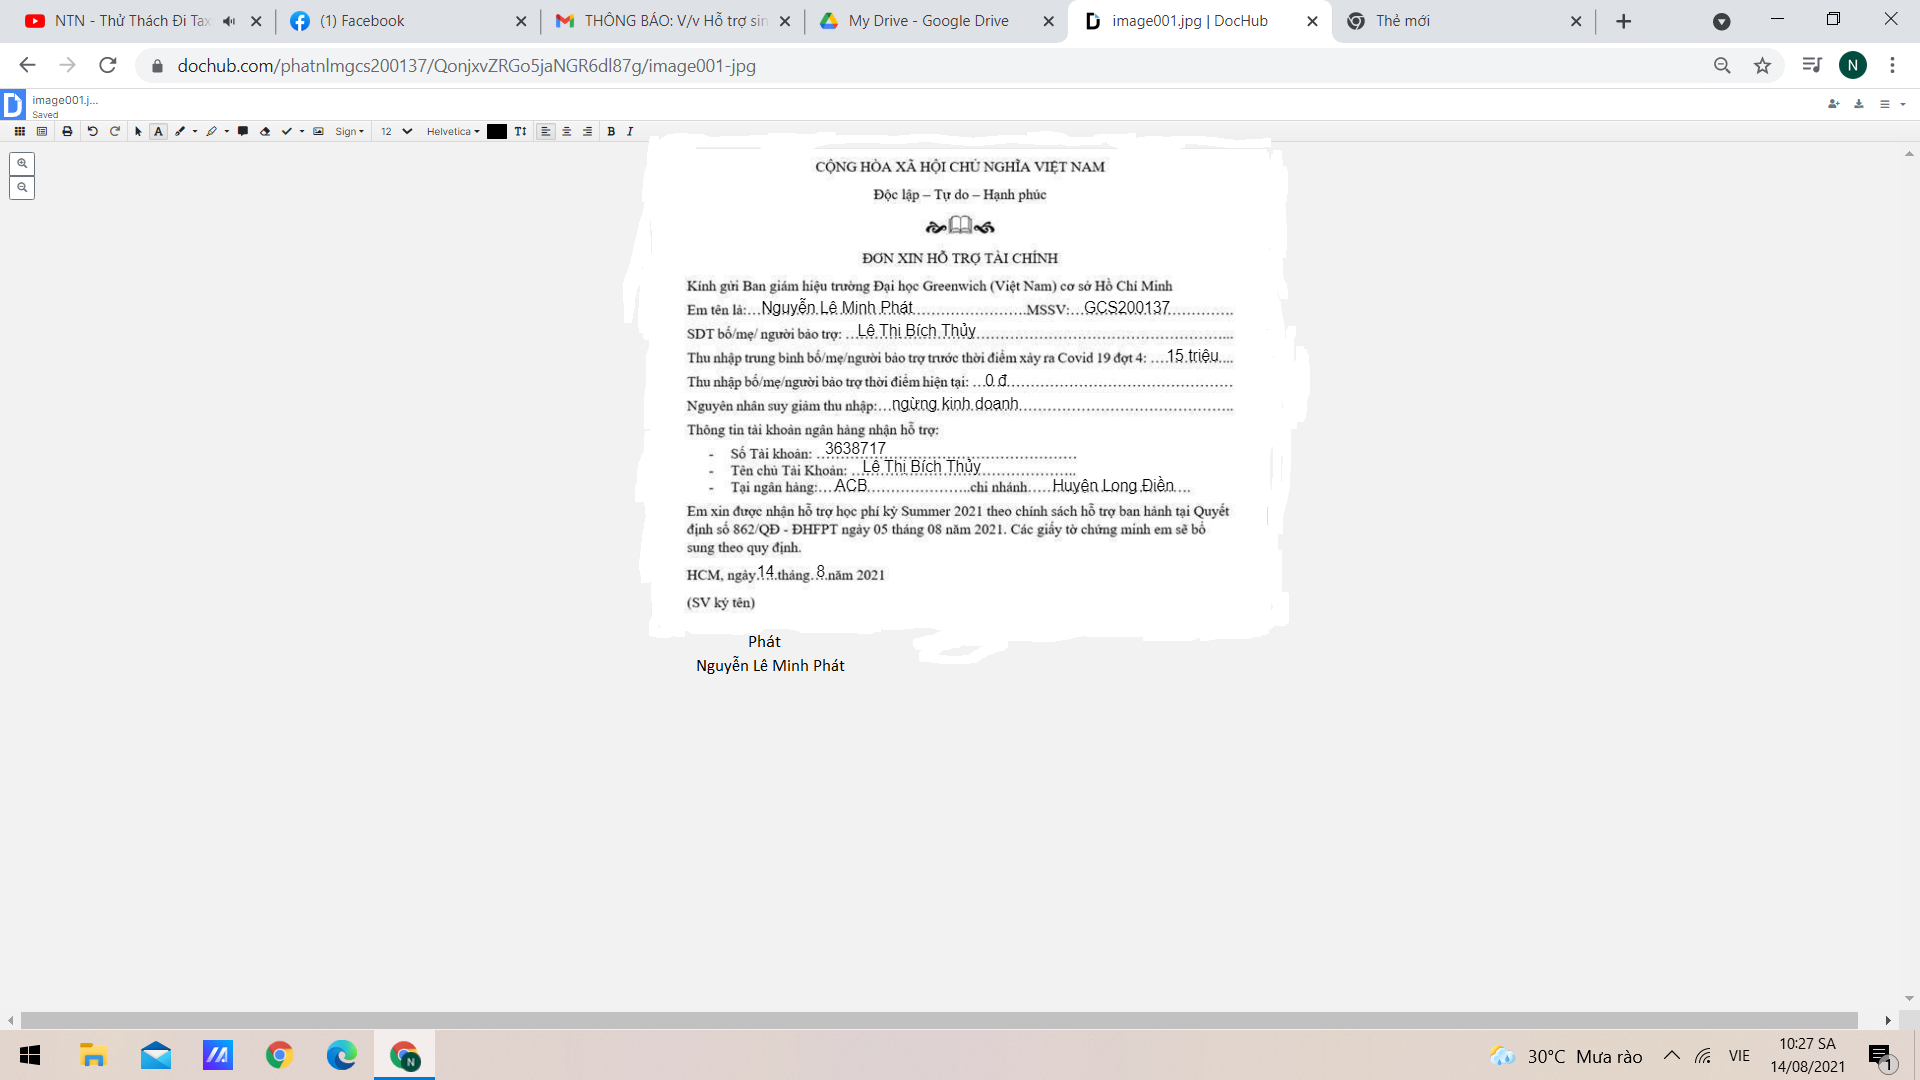 NTN - Thử Thách Đi Tax
(1) Facebook
THÔNG BÁO: V/v Hỗ trợ sin
My Drive - Google Drive
image001.jpg | DocHub
Thẻ mới
dochub.com/phatnlmgcs200137/QonjxvZRGo5jaNGR6dl87g/image001-jpg
N
image001.j...
Saved
A
Sign
12
Helvetica
B I
CỘNG HÒA XÃ HỘI CHỦ NGHĨA VIỆT NAM
Độc lập – Tự do – Hạnh phúc
ĐƠN XIN HỖ TRỢ TÀI CHÍNH
Kính gửi Ban giám hiệu trường Đại học Greenwich (Việt Nam) cơ sở Hồ Chí Minh
Em tên là:... Nguyễn Lê Minh Phát ...MSSV:... GCS200137 ...
SDT bố/mẹ/ người bảo trợ: ... Lê Thị Bích Thủy ...
Thu nhập trung bình bố/mẹ/người bảo trợ trước thời điểm xảy ra Covid 19 đợt 4: ... 15 triệu ...
Thu nhập bố/mẹ/người bảo trợ thời điểm hiện tại: ... 0 đ ...
Nguyên nhân suy giảm thu nhập:... ngừng kinh doanh ...
Thông tin tài khoản ngân hàng nhận hỗ trợ:
- Số Tài khoản: ... 3638717 ...
- Tên chủ Tài Khoản: ... Lê Thị Bích Thủy ...
- Tại ngân hàng:... ACB ...chi nhánh... Huyện Long Điền ...
Em xin được nhận hỗ trợ học phí kỳ Summer 2021 theo chính sách hỗ trợ ban hành tại Quyết
định số 862/QĐ - ĐHFPT ngày 05 tháng 08 năm 2021. Các giấy tờ chứng minh em sẽ bổ
sung theo quy định.
HCM, ngày 14 tháng 8 năm 2021
(SV ký tên)
Phát
Nguyễn Lê Minh Phát
30°C Mưa rào
VIE
10:27 SA
14/08/2021
1